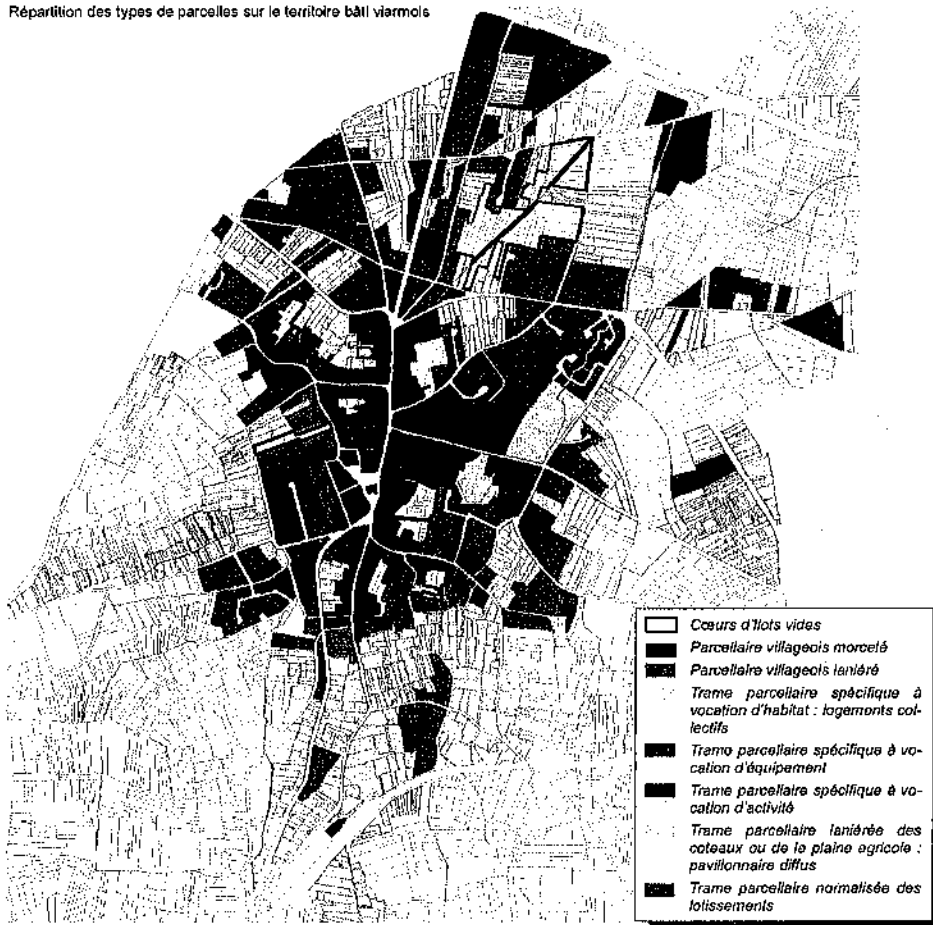 Répartition des types de parcelles sur le territoire bâti viarmois
Cœurs d'îlots vides
Parcellaire villageois morcelé
Parcellaire villageois laniéré
Trame parcellaire spécifique à
vocation d'habitat : logements col-
lectifs
Trame parcellaire spécifique à vo-
cation d'équipement
Trame parcellaire spécifique à vo-
cation d'activité
Trame parcellaire laniérée des
coteaux ou de la plaine agricole :
pavillonnaire diffus
Trame parcellaire normalisée des
lotissements